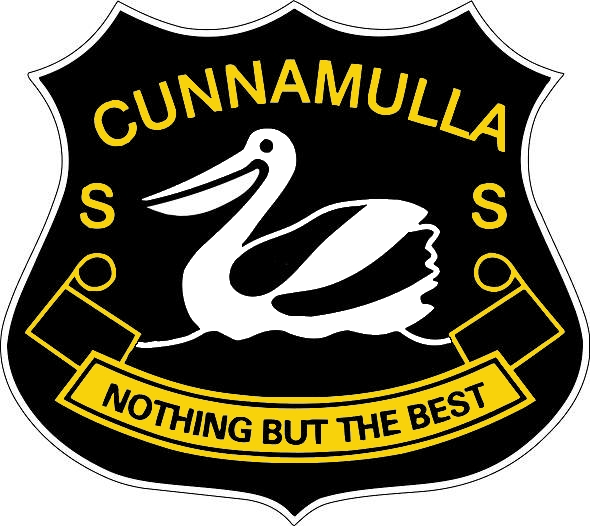 CUNNAMULLA
S S
NOTHING BUT THE BEST